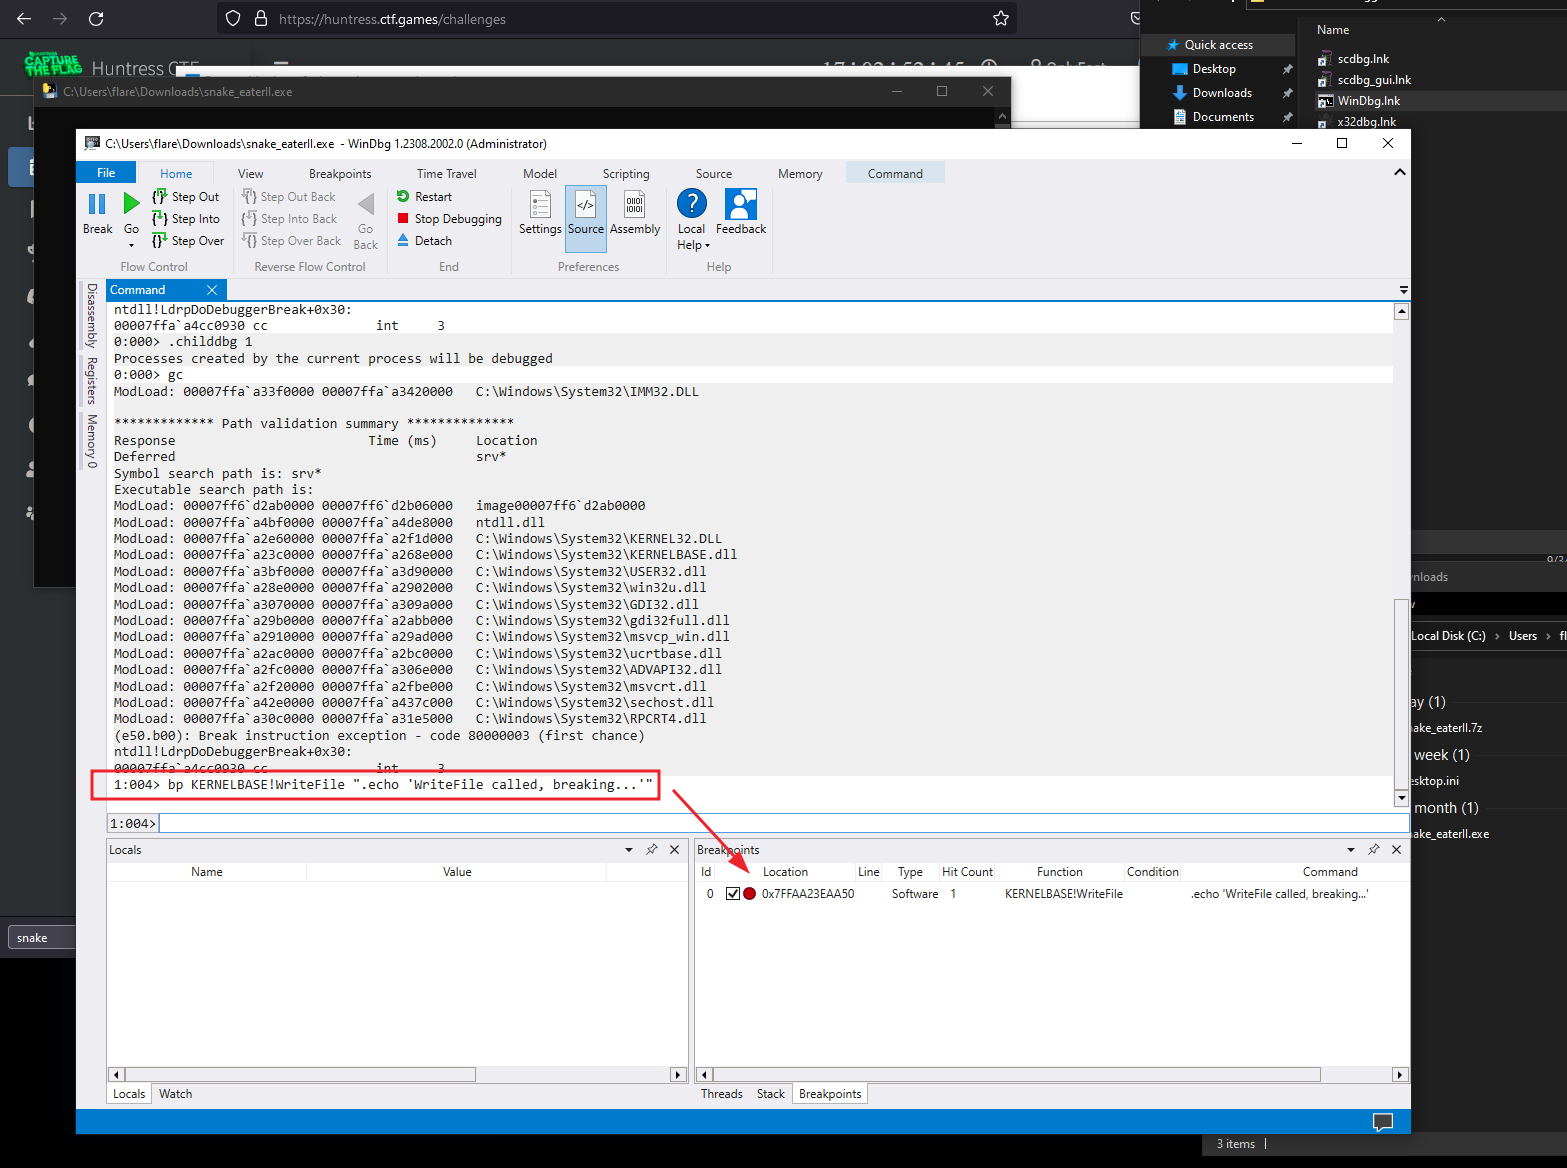 https://huntress.ctf.games/challenges
CAPTURE
THE FLAG
Huntress CTF
C:\Users\flare\Downloads\snake_eaterll.exe
Name
Quick access
Desktop
Downloads
Documents
scdbg.lnk
scdbg_gui.lnk
WinDbg.lnk
x32dbg.lnk
C:\Users\flare\Downloads\snake_eaterll.exe - WinDbg 1.2308.2002.0 (Administrator)
File Home View Breakpoints Time Travel Model Scripting Source Memory Command
Break
Go
Step Out
Step Into
Step Over
Flow Control
Step Out Back
Step Into Back
Step Over Back
Go
Back
Reverse Flow Control
Restart
Stop Debugging
Detach
End
Settings Source Assembly
Preferences
Local
Help
Feedback
Help
Disassembly
Registers
Memory 0
Command
ntdll!LdrpDoDebuggerBreak+0x30:
00007ffa`a4cc0930 cc int 3
0:000> .childdbg 1
Processes created by the current process will be debugged
0:000> gc
ModLoad: 00007ffa`a33f0000 00007ffa`a3420000 C:\Windows\System32\IMM32.DLL
************* Path validation summary **************
Response Time (ms) Location
Deferred srv*
Symbol search path is: srv*
Executable search path is:
ModLoad: 00007ff6`d2ab0000 00007ff6`d2b06000 image00007ff6`d2ab0000
ModLoad: 00007ffa`a4bf0000 00007ffa`a4de8000 ntdll.dll
ModLoad: 00007ffa`a2e60000 00007ffa`a2f1d000 C:\Windows\System32\KERNEL32.DLL
ModLoad: 00007ffa`a23c0000 00007ffa`a268e000 C:\Windows\System32\KERNELBASE.dll
ModLoad: 00007ffa`a3bf0000 00007ffa`a3d90000 C:\Windows\System32\USER32.dll
ModLoad: 00007ffa`a28e0000 00007ffa`a2902000 C:\Windows\System32\win32u.dll
ModLoad: 00007ffa`a3070000 00007ffa`a309a000 C:\Windows\System32\GDI32.dll
ModLoad: 00007ffa`a29b0000 00007ffa`a2abb000 C:\Windows\System32\gdi32full.dll
ModLoad: 00007ffa`a2910000 00007ffa`a29ad000 C:\Windows\System32\msvcp_win.dll
ModLoad: 00007ffa`a2ac0000 00007ffa`a2bc0000 C:\Windows\System32\ucrtbase.dll
ModLoad: 00007ffa`a2fc0000 00007ffa`a306e000 C:\Windows\System32\ADVAPI32.dll
ModLoad: 00007ffa`a2f20000 00007ffa`a2fbe000 C:\Windows\System32\msvcrt.dll
ModLoad: 00007ffa`a42e0000 00007ffa`a437c000 C:\Windows\System32\sechost.dll
ModLoad: 00007ffa`a30c0000 00007ffa`a31e5000 C:\Windows\System32\RPCRT4.dll
(e50.b00): Break instruction exception - code 80000003 (first chance)
ntdll!LdrpDoDebuggerBreak+0x30:
00007ffa`a4cc0930 cc int 3
1:004> bp KERNELBASE!WriteFile ".echo 'WriteFile called, breaking...'"
1:004>
Locals
Name Value
Locals Watch
Breakpoints
Id Location Line Type Hit Count Function Condition Command
0 0x7FFAA23EAA50 Software 1 KERNELBASE!WriteFile .echo 'WriteFile called, breaking...'
Threads Stack Breakpoints
nloads
Local Disk (C:) > Users > fl
ay (1)
ake_eaterll.7z
week (1)
sktop.ini
month (1)
ake_eaterll.exe
snake
3 items